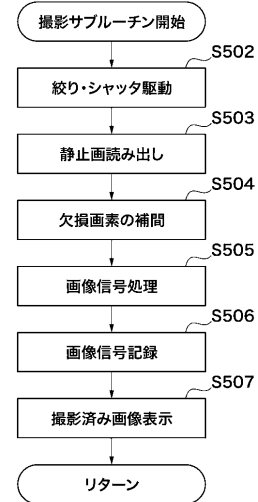 撮影サブルーチン開始
S502
絞り・シャッタ駆動
S503
静止画読み出し
S504
欠損画素の補間
S505
画像信号処理
S506
画像信号記録
S507
撮影済み画像表示
リターン